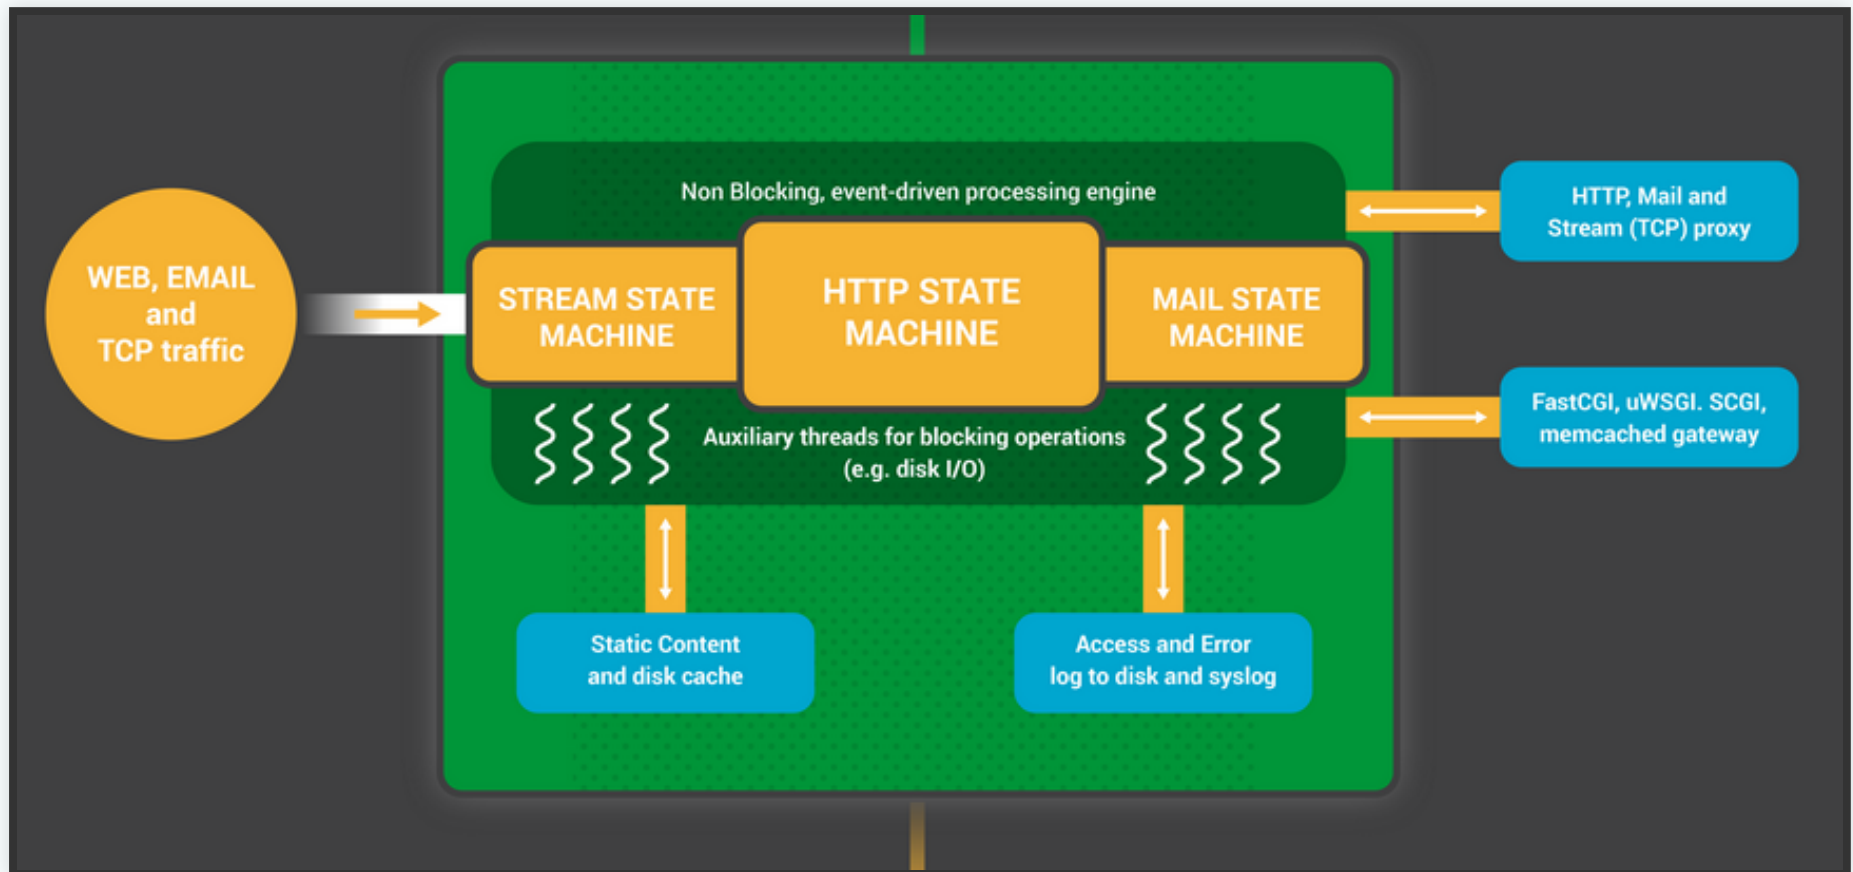 WEB, EMAIL
and
TCP traffic
Non Blocking, event-driven processing engine
STREAM STATE
MACHINE
HTTP STATE
MACHINE
MAIL STATE
MACHINE
Auxiliary threads for blocking operations
(e.g. disk I/O)
HTTP, Mail and
Stream (TCP) proxy
FastCGI, uWSGI. SCGI,
memcached gateway
Static Content
and disk cache
Access and Error
log to disk and syslog